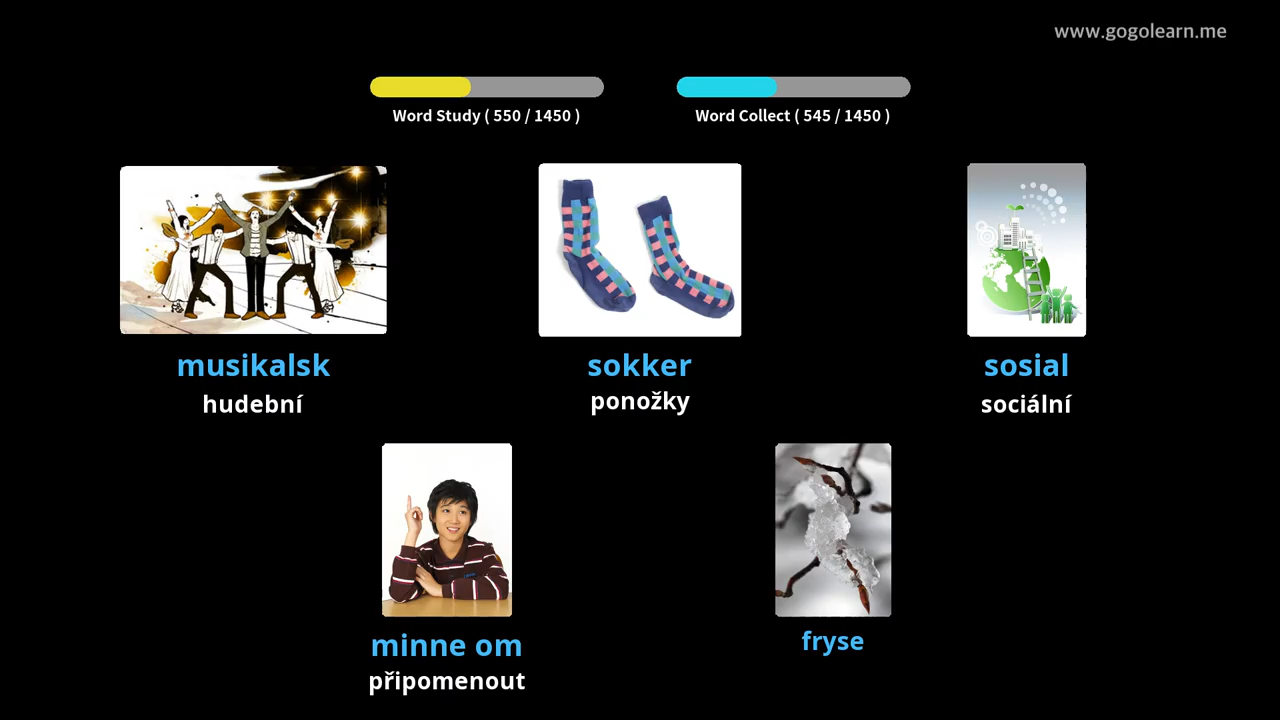 www.gogolearn.me
Word Study ( 550 / 1450 )
Word Collect ( 545 / 1450 )
musikalsk
hudební
sokker
ponožky
sosial
sociální
minne om
připomenout
fryse